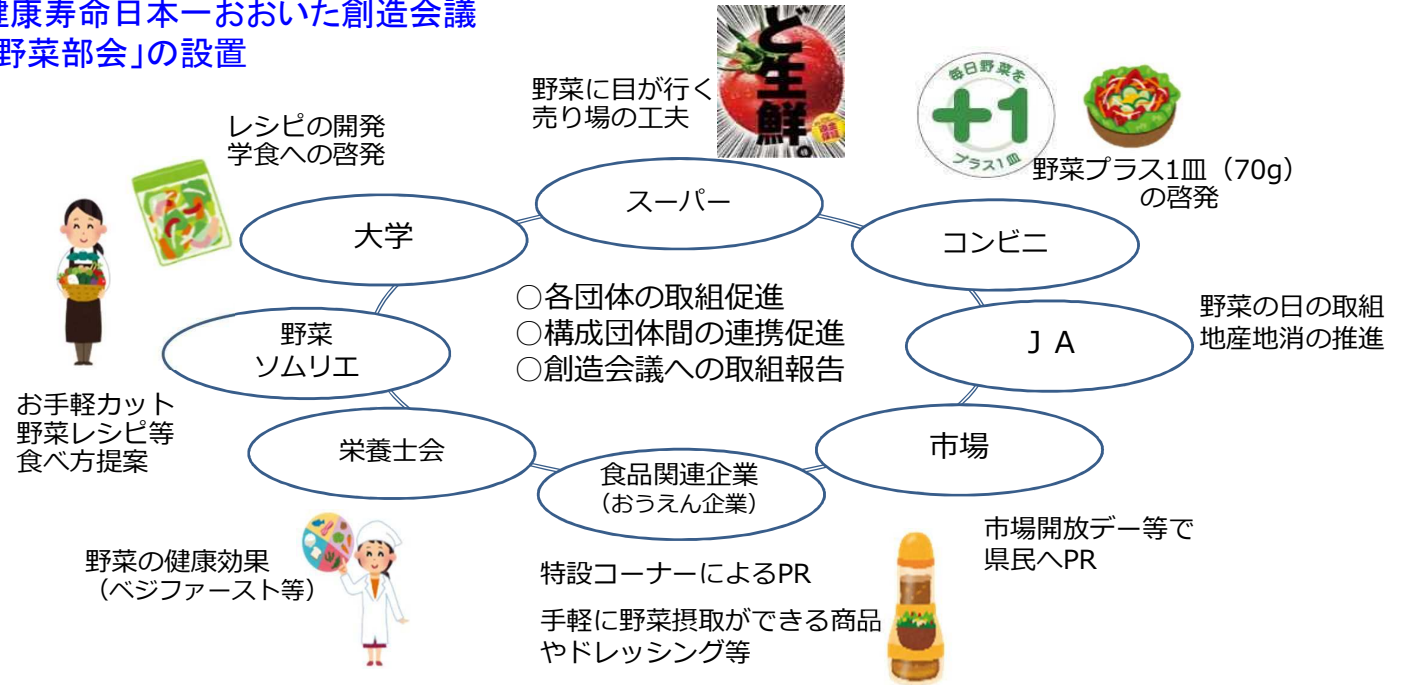 健康寿命日本一おおいた創造会議
「野菜部会」の設置
野菜に目が行く
売り場の工夫
ど生鮮。
毎日野菜を
+1
プラス1皿
野菜プラス1皿（70g）
の啓発
レシピの開発
学食への啓発
スーパー
大学
コンビニ
○各団体の取組促進
○構成団体間の連携促進
○創造会議への取組報告
野菜の日の取組
地産地消の推進
野菜
ソムリエ
ＪＡ
お手軽カット
野菜レシピ等
食べ方提案
栄養士会
市場
食品関連企業
（おうえん企業）
市場開放デー等で
県民へPR
野菜の健康効果
（ベジファースト等）
特設コーナーによるPR
手軽に野菜摂取ができる商品
やドレッシング等